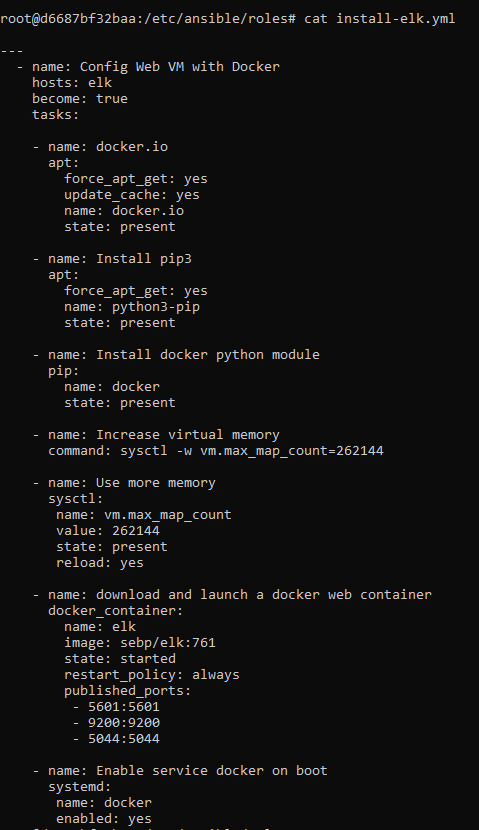 root@d6687bf32baa:/etc/ansible/roles# cat install-elk.yml
---
  - name: Config Web VM with Docker
    hosts: elk
    become: true
    tasks:
    - name: docker.io
      apt:
        force_apt_get: yes
        update_cache: yes
        name: docker.io
        state: present
    - name: Install pip3
      apt:
        force_apt_get: yes
        name: python3-pip
        state: present
    - name: Install docker python module
      pip:
        name: docker
        state: present
    - name: Increase virtual memory
      command: sysctl -w vm.max_map_count=262144
    - name: Use more memory
      sysctl:
       name: vm.max_map_count
       value: 262144
       state: present
       reload: yes
    - name: download and launch a docker web container
      docker_container:
        name: elk
        image: sebp/elk:761
        state: started
        restart_policy: always
        published_ports:
         - 5601:5601
         - 9200:9200
         - 5044:5044
    - name: Enable service docker on boot
      systemd:
       name: docker
       enabled: yes